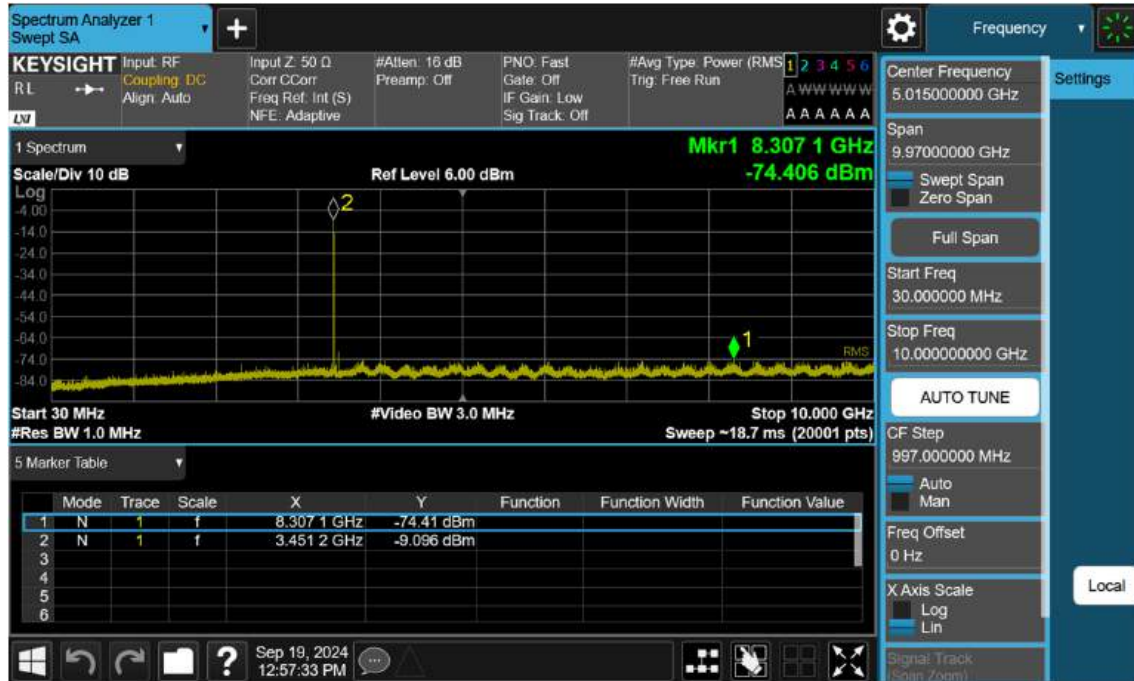 Spectrum Analyzer 1
Swept SA
Frequency
KEYSIGHT
RL
LXI
Input: RF
Coupling: DC
Align: Auto
Input Z: 50 Ω
Corr CCorr
Freq Ref: Int (S)
NFE: Adaptive
#Atten: 16 dB
Preamp: Off
PNO: Fast
Gate: Off
IF Gain: Low
Sig Track: Off
#Avg Type: Power (RMS
Trig: Free Run
1 2 3 4 5 6
A W W W W W
A A A A A A
Center Frequency
5.015000000 GHz
Settings
1 Spectrum
Mkr1 8.307 1 GHz
Scale/Div 10 dB
Ref Level 6.00 dBm
-74.406 dBm
Log
-4.00
-14.0
-24.0
-34.0
-44.0
-54.0
-64.0
-74.0
-84.0
2
1
RMS
Start 30 MHz
#Video BW 3.0 MHz
Stop 10.000 GHz
#Res BW 1.0 MHz
Sweep ~18.7 ms (20001 pts)
Span
9.97000000 GHz
Swept Span
Zero Span
Full Span
Start Freq
30.000000 MHz
Stop Freq
10.000000000 GHz
AUTO TUNE
CF Step
997.000000 MHz
Auto
Man
Freq Offset
0 Hz
X Axis Scale
Log
Lin
Signal Track
(Span Zoom)
Local
5 Marker Table
Mode Trace Scale X Y Function Function Width Function Value
1 N 1 f 8.307 1 GHz -74.41 dBm
2 N 1 f 3.451 2 GHz -9.096 dBm
3
4
5
6
?
Sep 19, 2024
12:57:33 PM